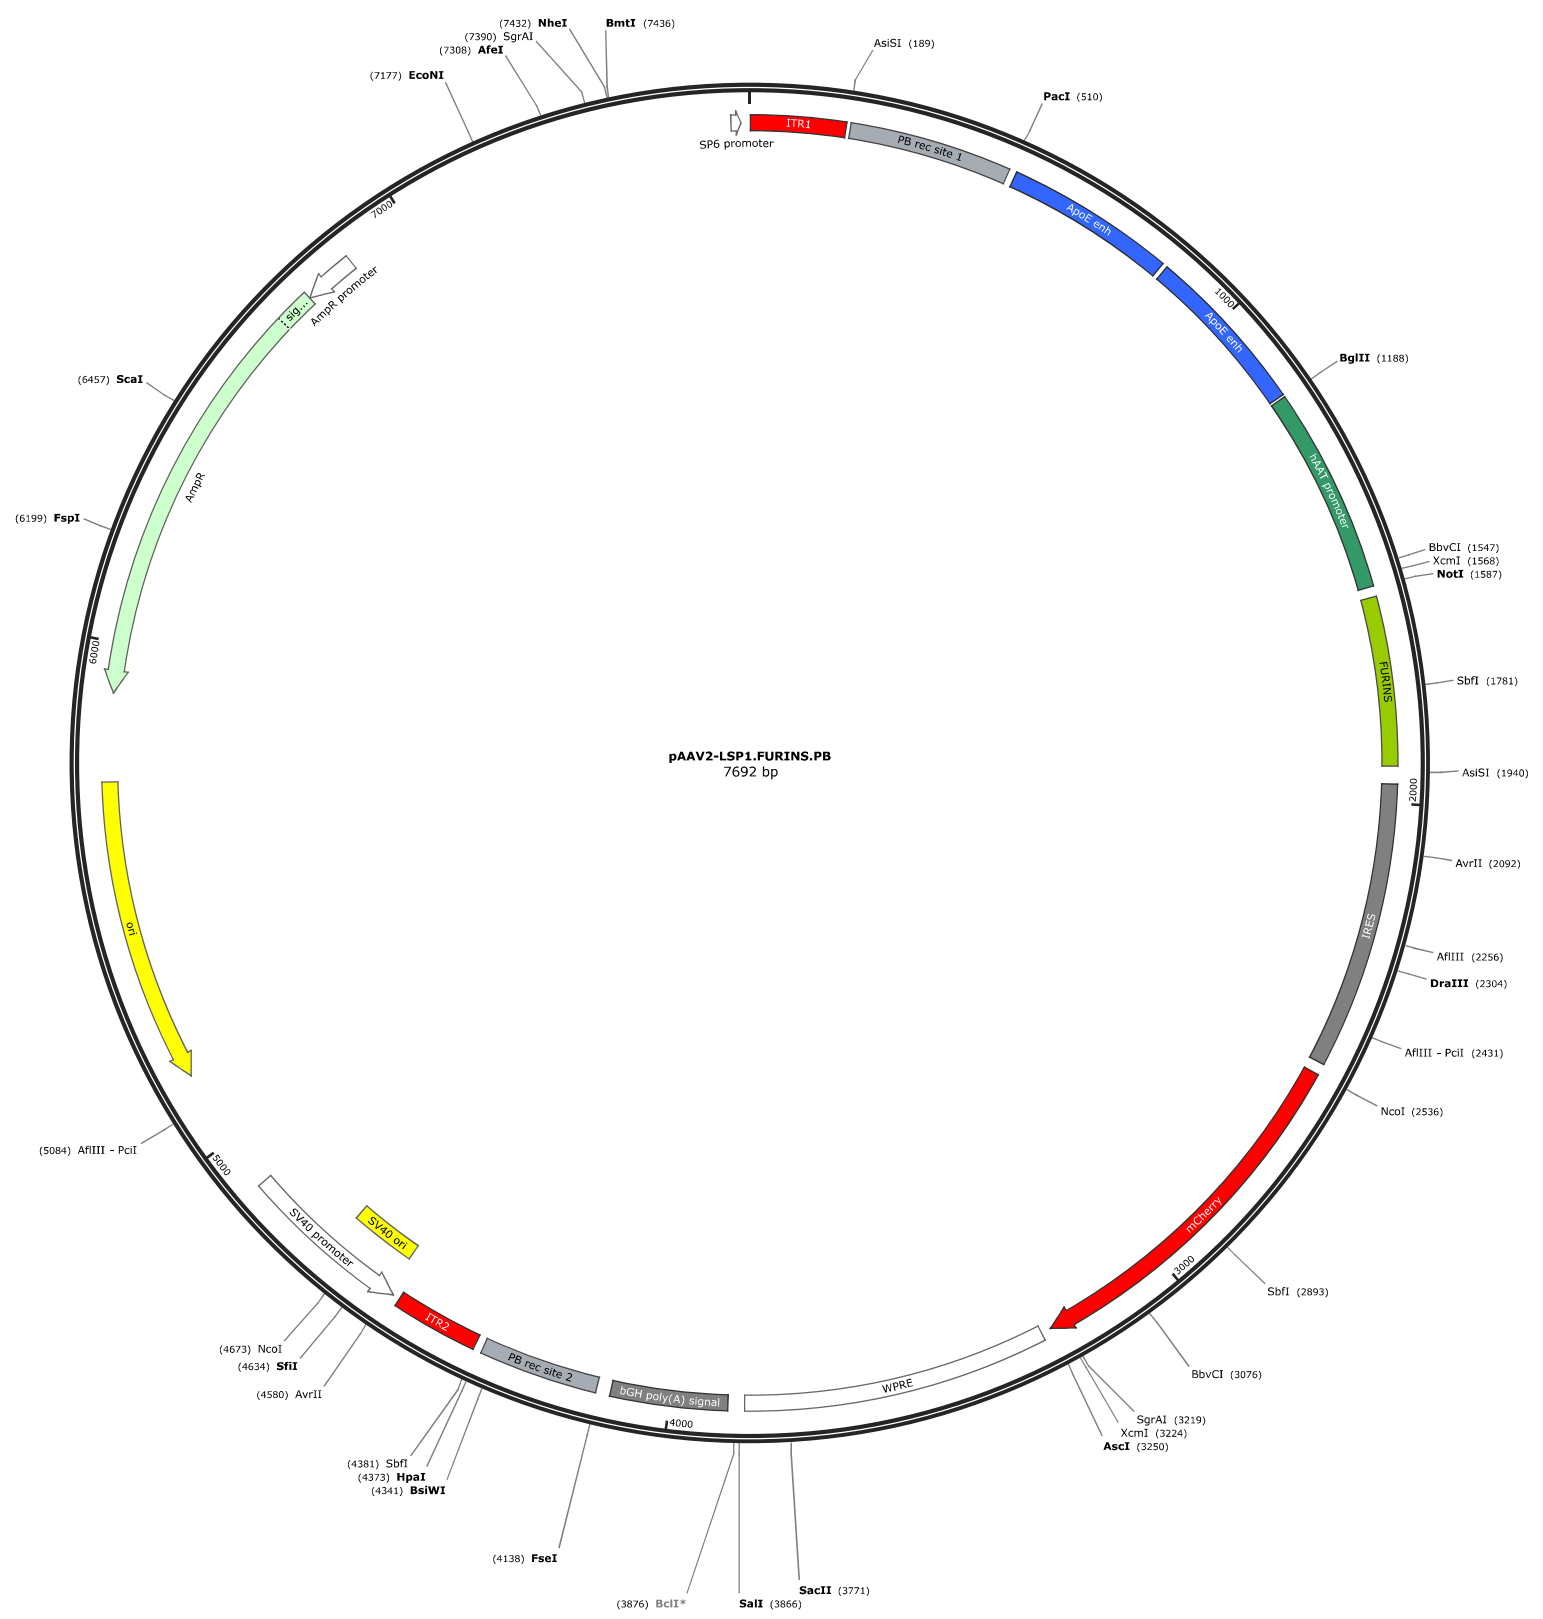 (7432) NheI
BmtI (7436)
(7390) SgrAI
(7308) AfeI
(7177) EcoNI
AsiSI (189)
PacI (510)
SP6 promoter
ITR1
PB rec site 1
ApoE enh
1000
ApoE enh
BglII (1188)
hAAT promoter
BbvCI (1547)
XcmI (1568)
NotI (1587)
FURINS
SbfI (1781)
AsiSI (1940)
2000
AvrII (2092)
IRES
AflIII (2256)
DraIII (2304)
AflIII - PciI (2431)
NcoI (2536)
mCherry
3000
SbfI (2893)
BbvCI (3076)
SgrAI (3219)
XcmI (3224)
AscI (3250)
WPRE
SacII (3771)
SalI (3866)
(3876) BclI*
4000
bGH poly(A) signal
(4138) FseI
PB rec site 2
(4341) BsiWI
(4373) HpaI
(4381) SbfI
ITR2
(4580) AvrII
(4634) SfiI
(4673) NcoI
SV40 promoter
SV40 ori
5000
(5084) AflIII - PciI
ori
6000
(6199) FspI
AmpR
(6457) ScaI
sig...
AmpR promoter
7000
pAAV2-LSP1.FURINS.PB
7692 bp